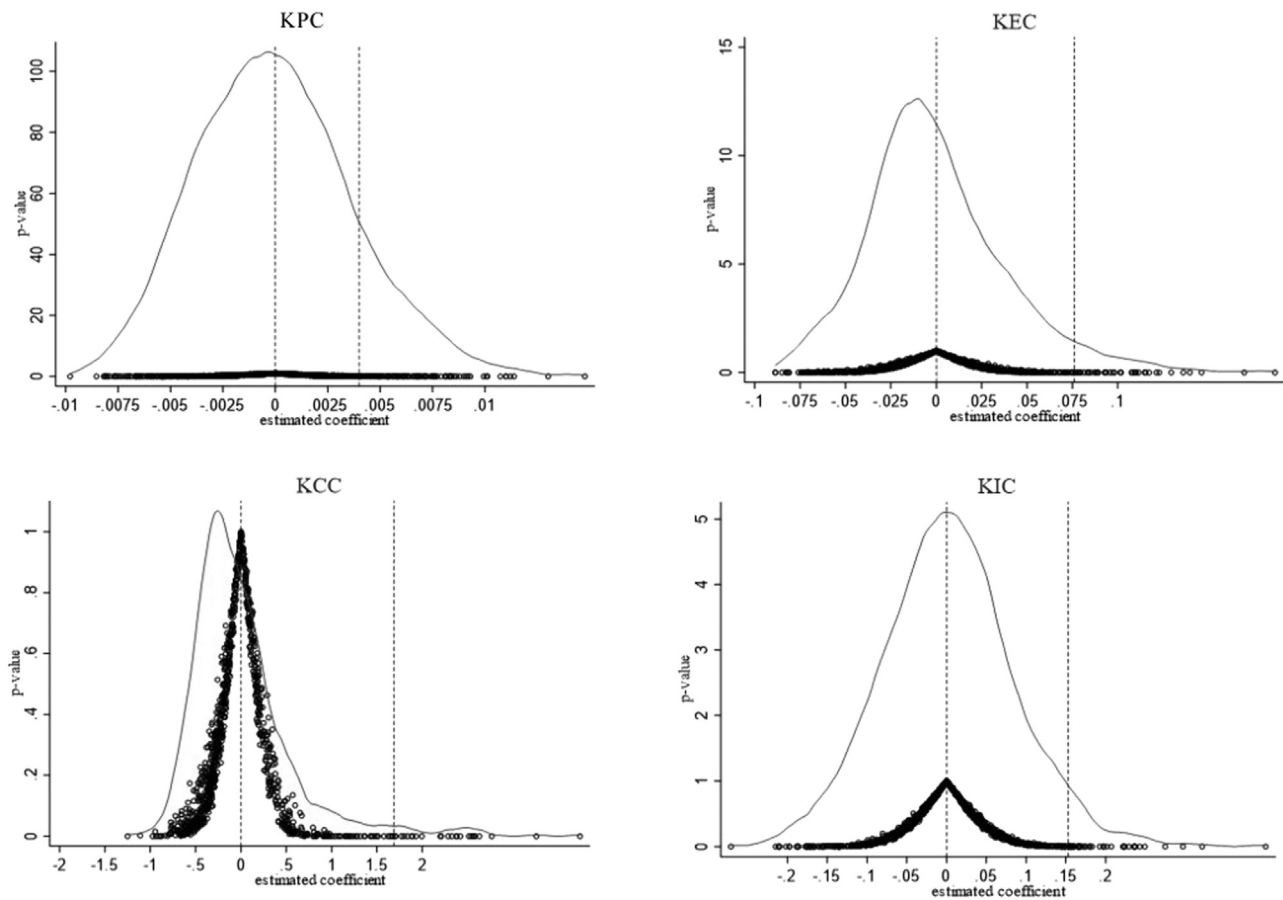 KPC
p-value
100
80
60
40
20
0
-.01 -.0075 -.005 -.0025 0 .0025 .005 .0075 .01
estimated coefficient
KEC
p-value
15
10
5
0
-.1 -.075 -.05 -.025 0 .025 .05 .075 .1
estimated coefficient
KCC
p-value
1
.8
.6
.4
.2
0
-2 -1.5 -1 -.5 0 .5 1 1.5 2
estimated coefficient
KIC
p-value
5
4
3
2
1
0
-.2 -.15 -.1 -.05 0 .05 .1 .15 .2
estimated coefficient